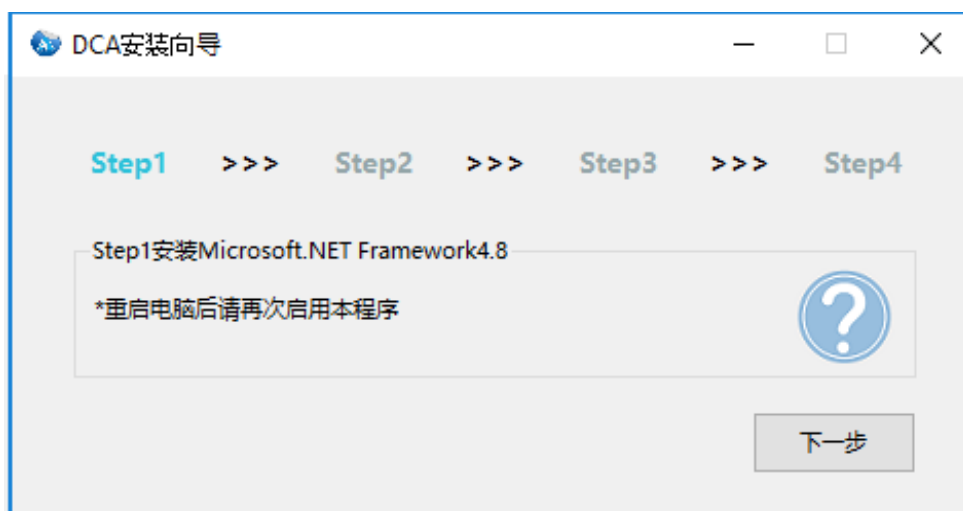 DCA安装向导
Step1 >>> Step2 >>> Step3 >>> Step4
Step1安装Microsoft.NET Framework4.8
*重启电脑后请再次启用本程序
下一步